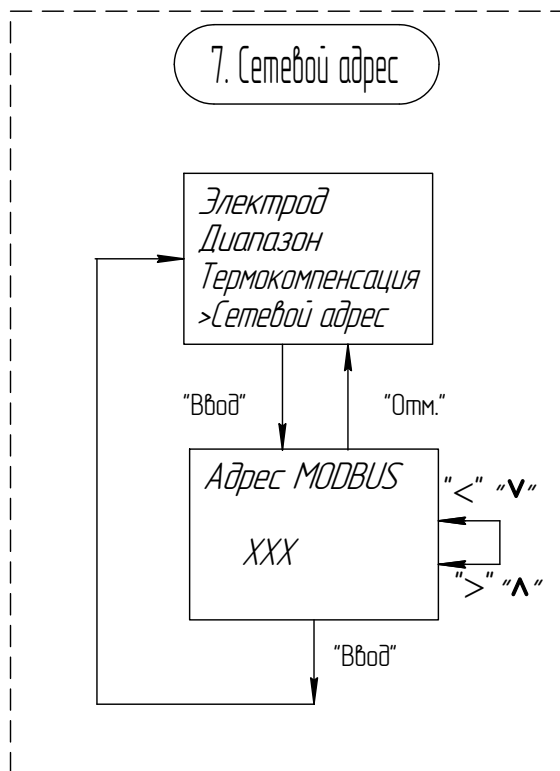 7. Сетевой адрес
Электрод
Диапазон
Термокомпенсация
>Сетевой адрес
"Ввод" "Отм."
Адрес MODBUS
"<" "∨"
XXX
">" "∧"
"Ввод"